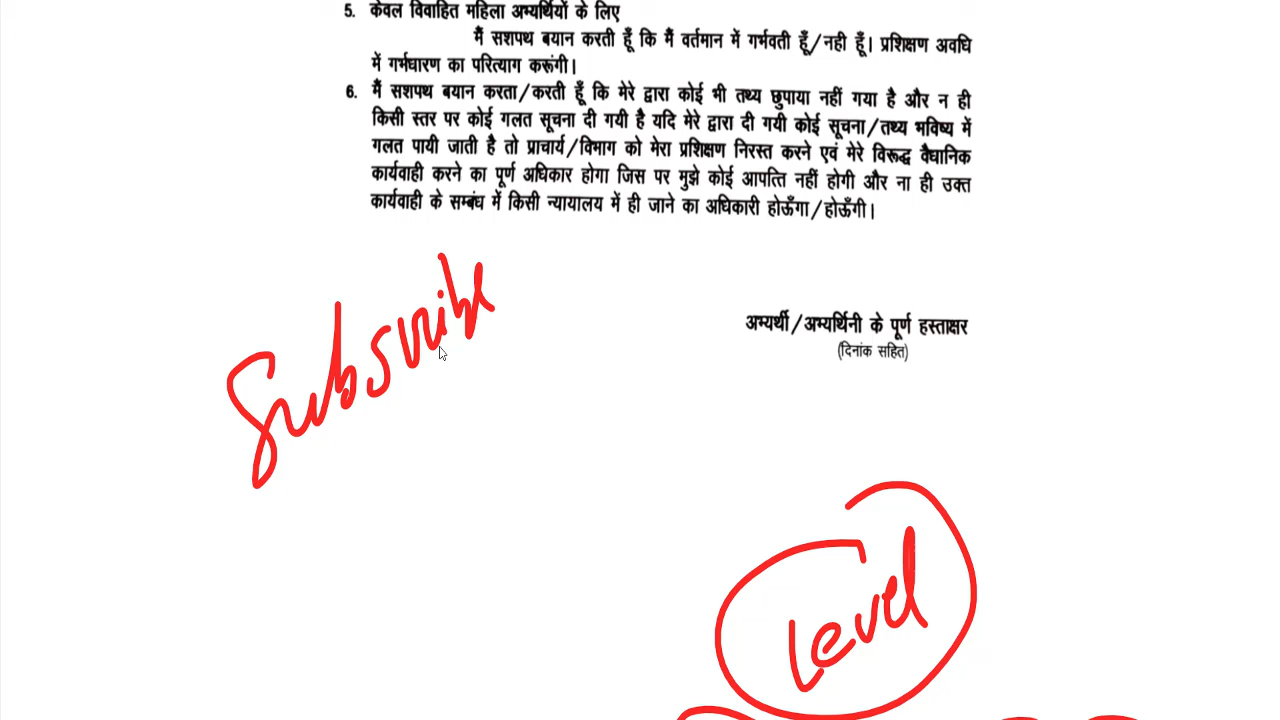 5. केवल विवाहित महिला अभ्यर्थियों के लिए
मैं सशपथ बयान करती हूँ कि मैं वर्तमान में गर्भवती हूँ/नही हूँ। प्रशिक्षण अवधि
में गर्भधारण का परित्याग करूंगी।
6. मैं सशपथ बयान करता/करती हूँ कि मेरे द्वारा कोई भी तथ्य छुपाया नहीं गया है और न ही
किसी स्तर पर कोई गलत सूचना दी गयी है यदि मेरे द्वारा दी गयी कोई सूचना/तथ्य भविष्य में
गलत पायी जाती है तो प्राचार्य/विभाग को मेरा प्रशिक्षण निरस्त करने एवं मेरे विरूद्ध वैधानिक
कार्यवाही करने का पूर्ण अधिकार होगा जिस पर मुझे कोई आपत्ति नहीं होगी और ना ही उक्त
कार्यवाही के सम्बंध में किसी न्यायालय में ही जाने का अधिकारी होऊँगा/होऊँगी।
Subscribe
अभ्यर्थी/अभ्यर्थिनी के पूर्ण हस्ताक्षर
(दिनांक सहित)
Level